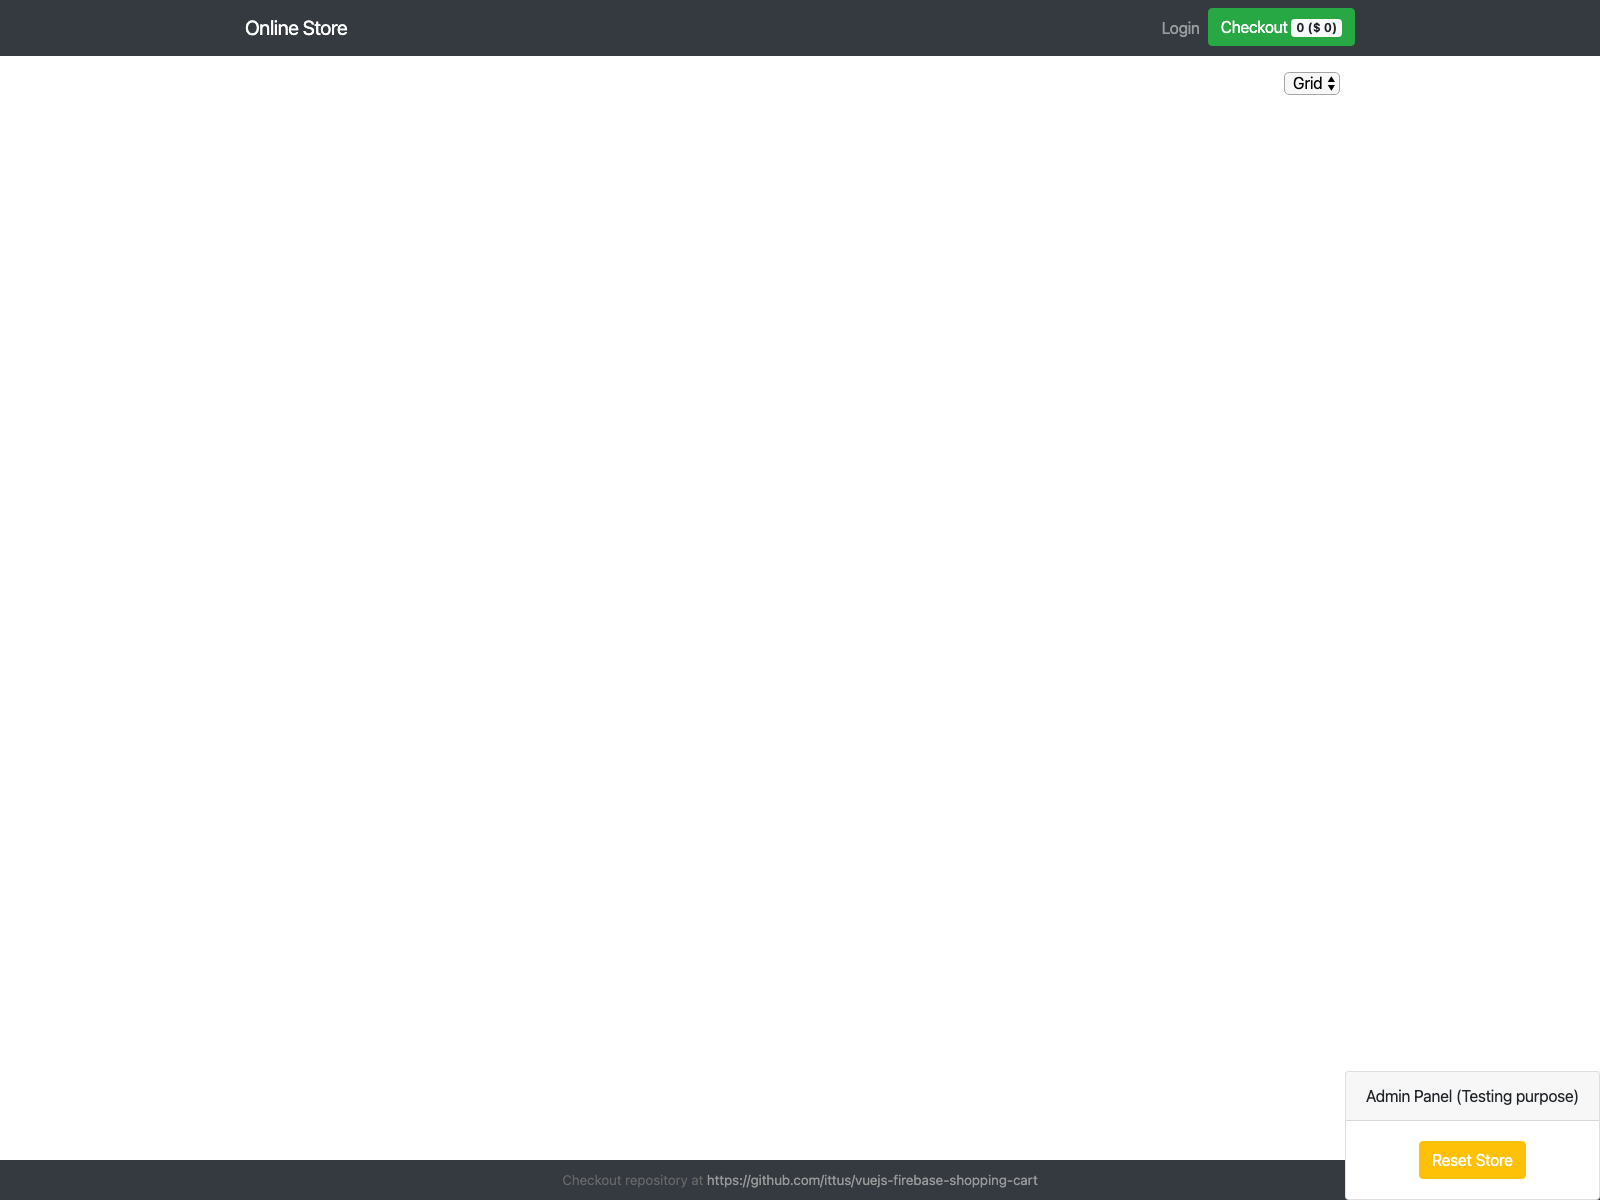 Online Store
Login
Checkout 0 ($ 0)
Grid
Admin Panel (Testing purpose)
Reset Store
Checkout repository at https://github.com/ittus/vuejs-firebase-shopping-cart